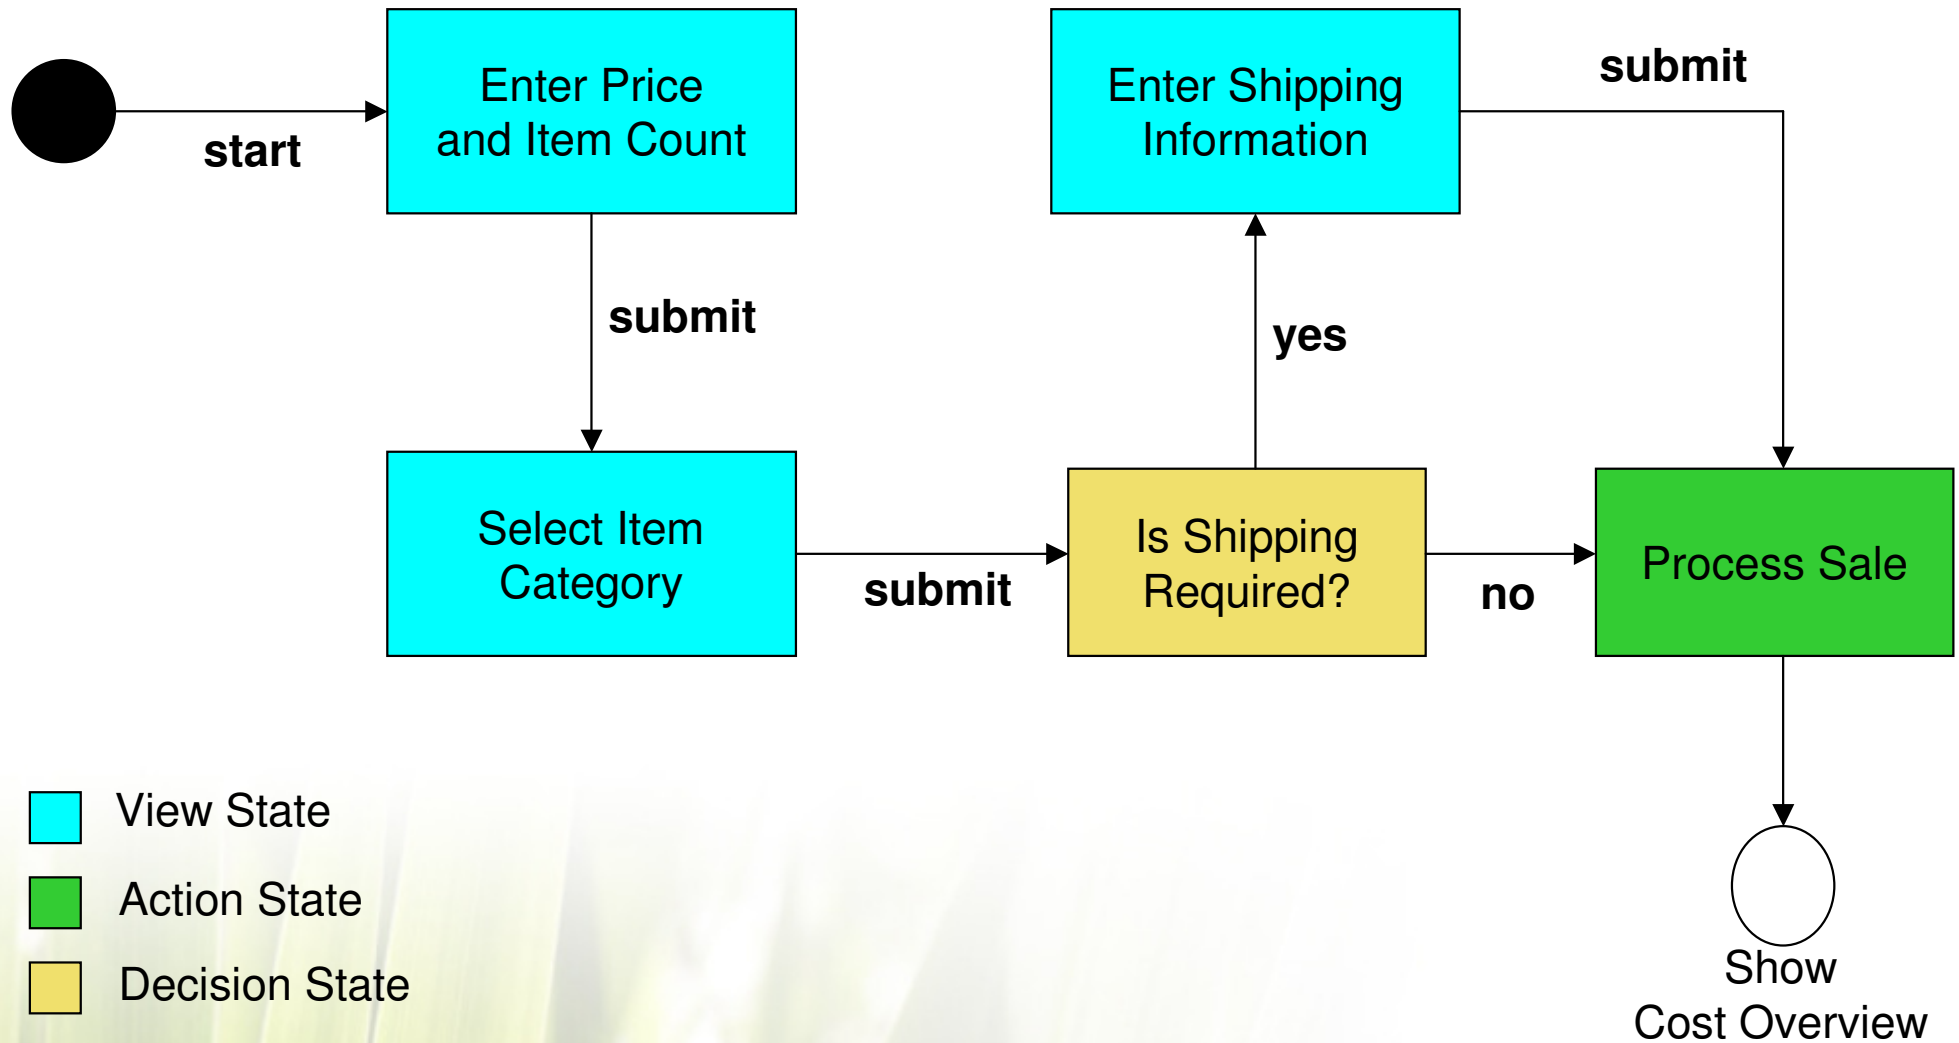 Enter Price
and Item Count
start
submit
Select Item
Category
submit
Is Shipping
Required?
yes
Enter Shipping
Information
submit
no
Process Sale
Show
Cost Overview
View State
Action State
Decision State